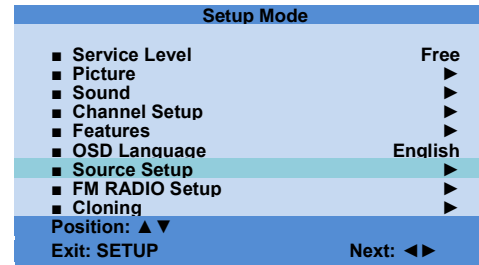 Setup Mode
■ Service Level Free
■ Picture ►
■ Sound ►
■ Channel Setup ►
■ Features ►
■ OSD Language English
■ Source Setup ►
■ FM RADIO Setup ►
■ Cloning ►
Position: ▲▼
Exit: SETUP Next: ◄►